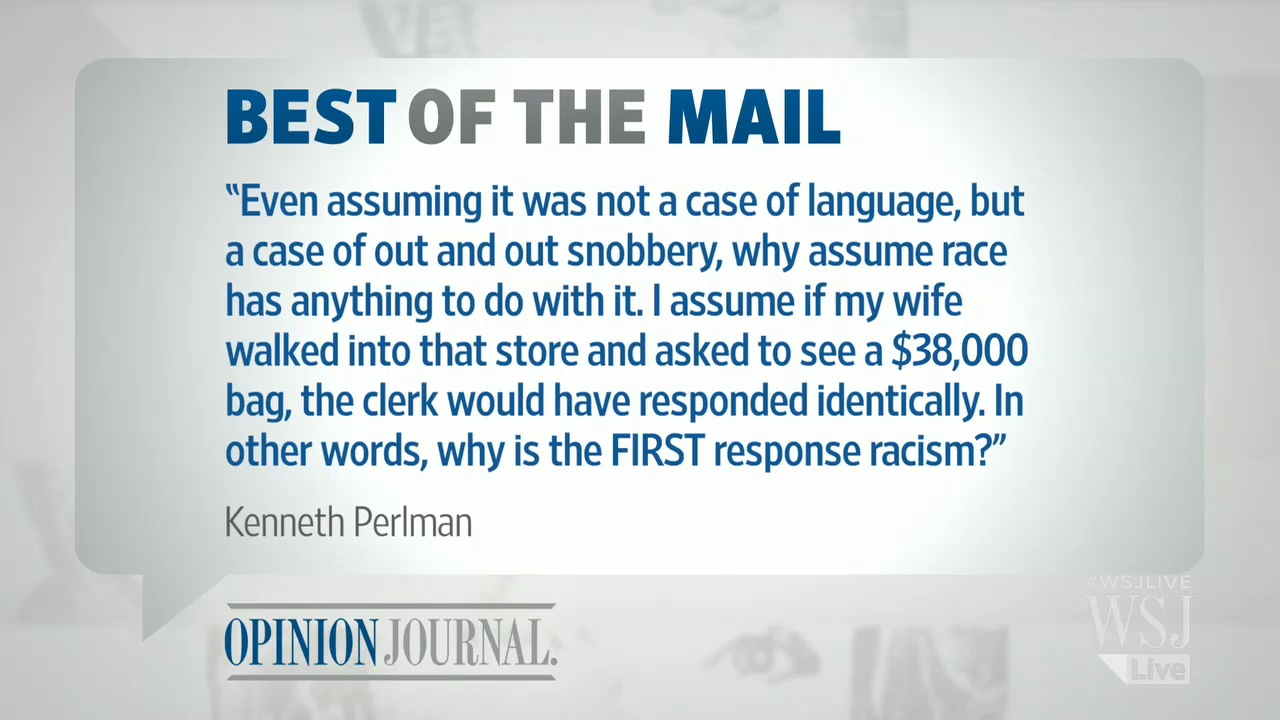 BEST OF THE MAIL
“Even assuming it was not a case of language, but
a case of out and out snobbery, why assume race
has anything to do with it. I assume if my wife
walked into that store and asked to see a $38,000
bag, the clerk would have responded identically. In
other words, why is the FIRST response racism?”
Kenneth Perlman
#WSJLIVE
WSJ
Live
OPINION JOURNAL.